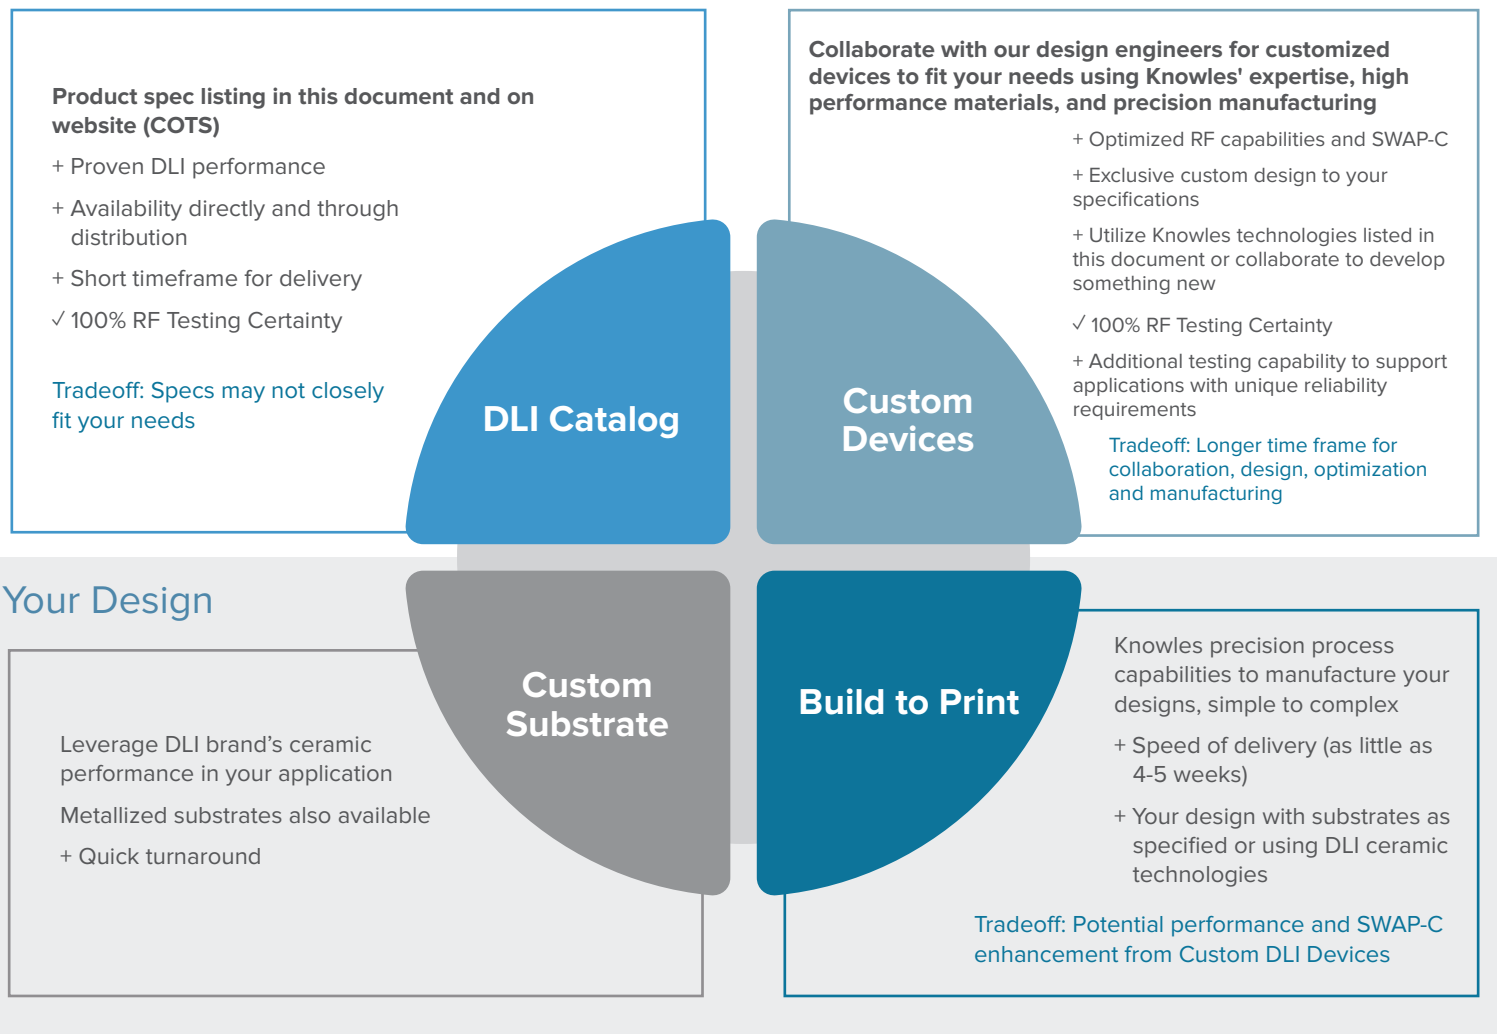 Product spec listing in this document and on
website (COTS)
+ Proven DLI performance
+ Availability directly and through
distribution
+ Short timeframe for delivery
✓ 100% RF Testing Certainty
Tradeoff: Specs may not closely
fit your needs
DLI Catalog
Collaborate with our design engineers for customized
devices to fit your needs using Knowles' expertise, high
performance materials, and precision manufacturing
+ Optimized RF capabilities and SWAP-C
+ Exclusive custom design to your
specifications
+ Utilize Knowles technologies listed in
this document or collaborate to develop
something new
✓ 100% RF Testing Certainty
+ Additional testing capability to support
applications with unique reliability
requirements
Tradeoff: Longer time frame for
collaboration, design, optimization
and manufacturing
Custom
Devices
Your Design
Leverage DLI brand’s ceramic
performance in your application
Metallized substrates also available
+ Quick turnaround
Custom
Substrate
Build to Print
Knowles precision process
capabilities to manufacture your
designs, simple to complex
+ Speed of delivery (as little as
4-5 weeks)
+ Your design with substrates as
specified or using DLI ceramic
technologies
Tradeoff: Potential performance and SWAP-C
enhancement from Custom DLI Devices